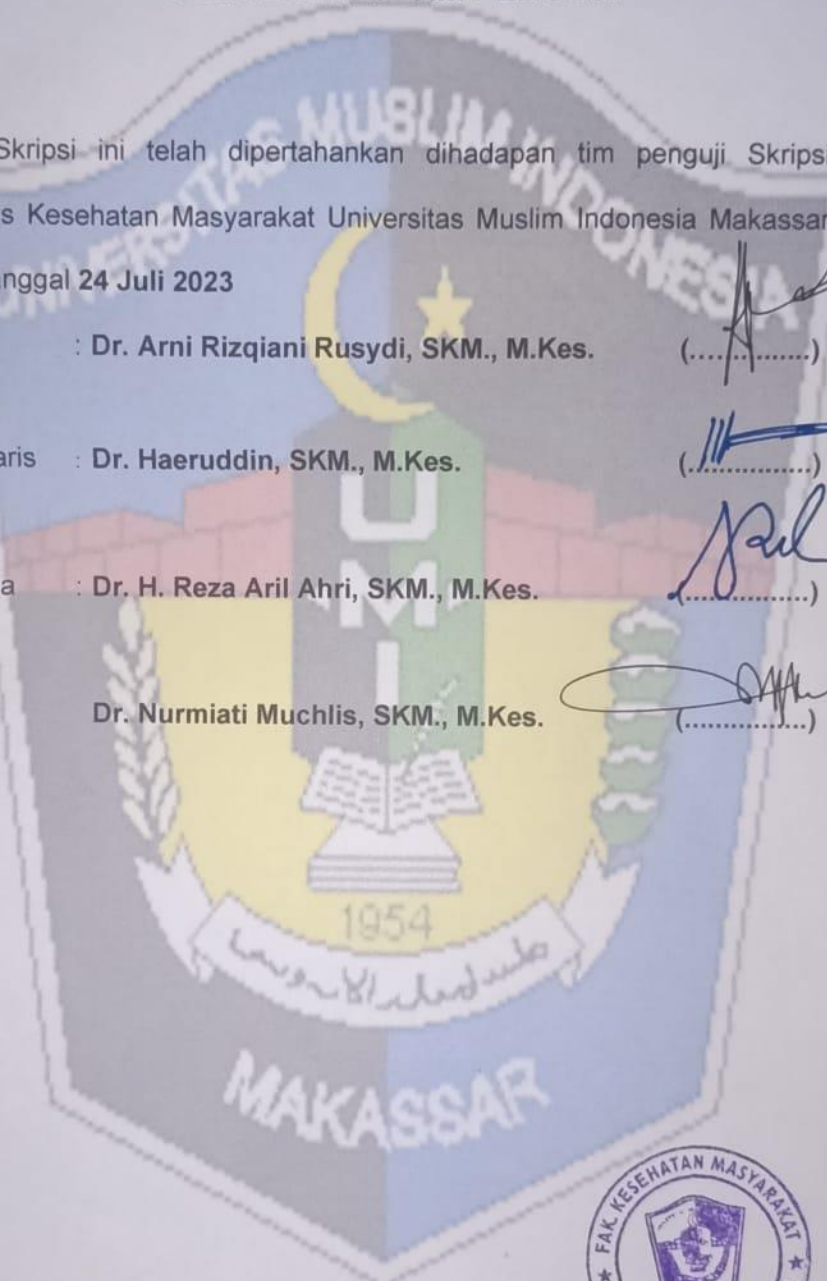 Skripsi ini telah dipertahankan dihadapan tim penguji Skripsi
s Kesehatan Masyarakat Universitas Muslim Indonesia Makassar
nggal 24 Juli 2023
: Dr. Arni Rizqiani Rusydi, SKM., M.Kes. (.............)
aris : Dr. Haeruddin, SKM., M.Kes. (...............)
a : Dr. H. Reza Aril Ahri, SKM., M.Kes. (...............)
Dr. Nurmiati Muchlis, SKM., M.Kes. (...............)
UNIVERSITAS MUSLIM INDONESIA
UMI
1954
MAKASSAR
★ FAK. KESEHATAN MASYARAKAT ★